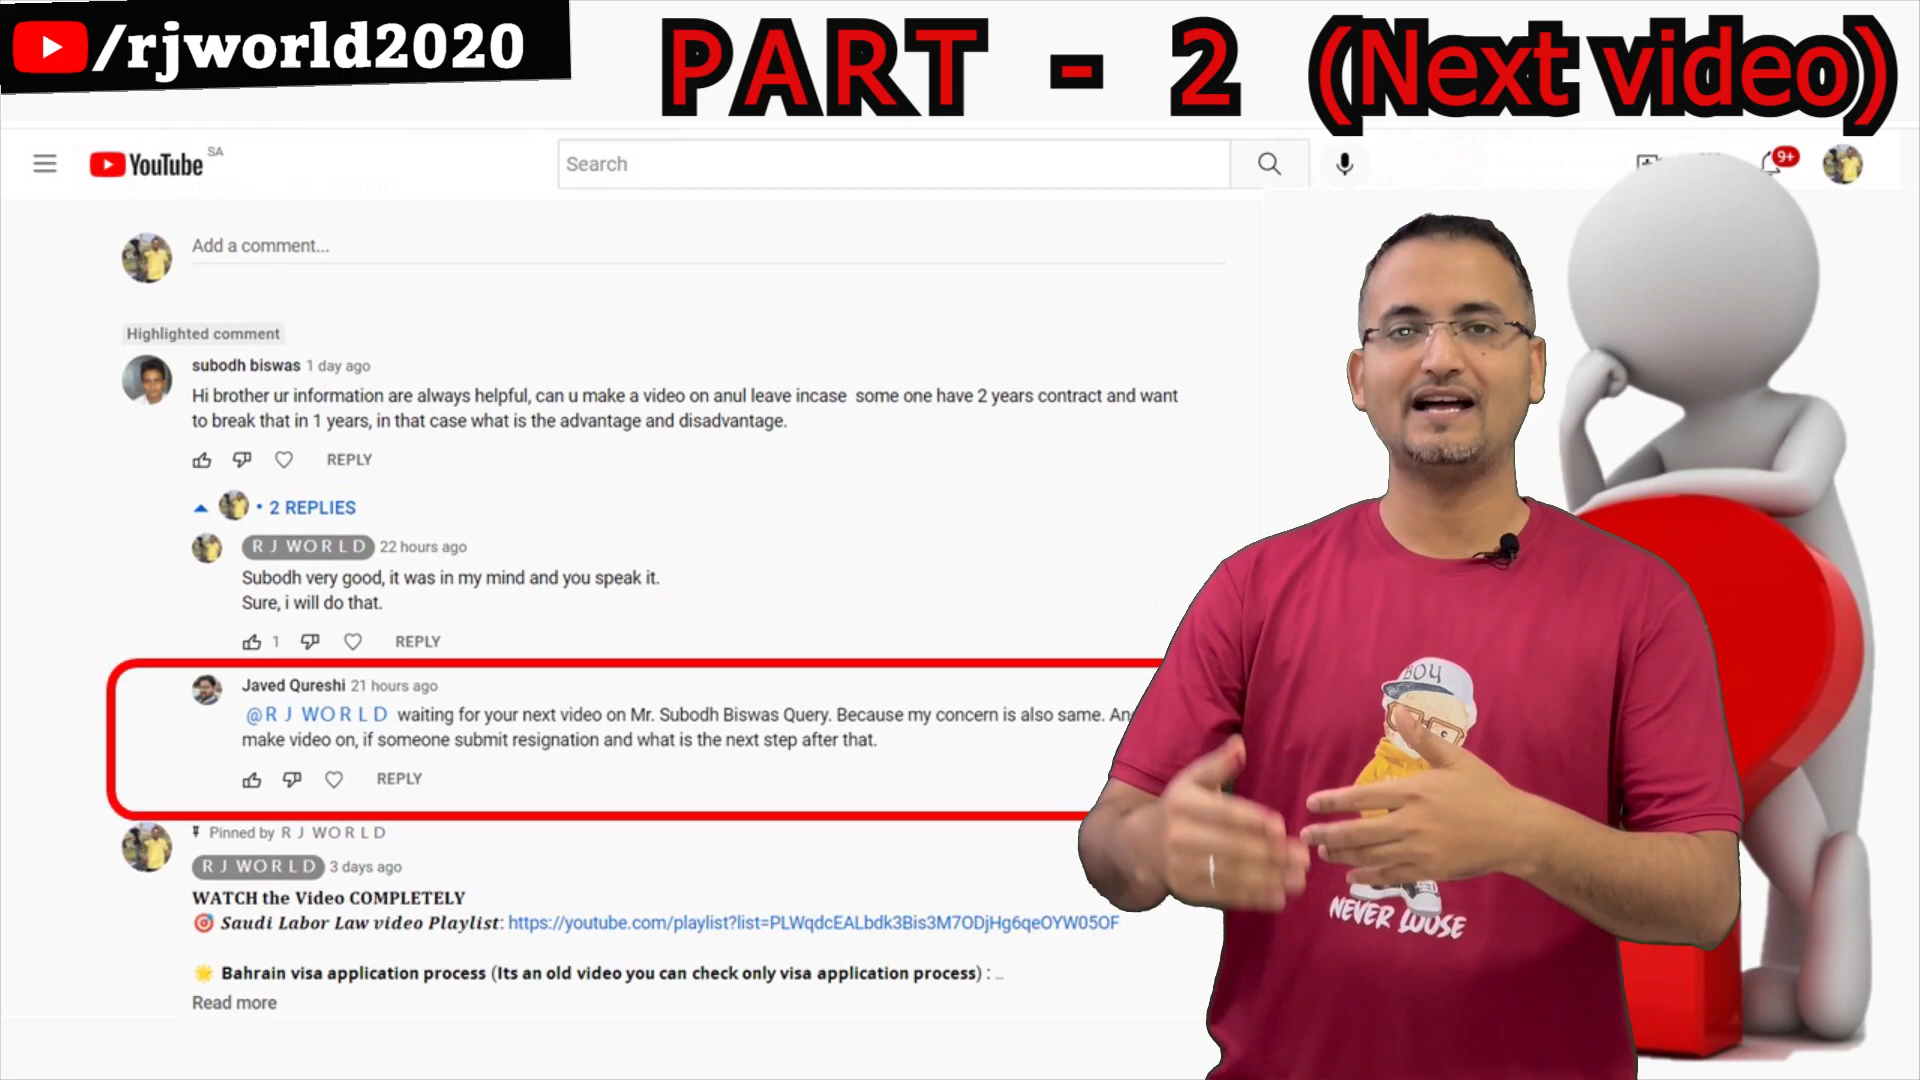 /rjworld2020
PART - 2 (Next video)
YouTube SA
Search
9+
Add a comment...
Highlighted comment
subodh biswas 1 day ago
Hi brother ur information are always helpful, can u make a video on anul leave incase some one have 2 years contract and want
to break that in 1 years, in that case what is the advantage and disadvantage.
REPLY
2 REPLIES
R J WORLD 22 hours ago
Subodh very good, it was in my mind and you speak it.
Sure, i will do that.
1 REPLY
Javed Qureshi 21 hours ago
@R J WORLD waiting for your next video on Mr. Subodh Biswas Query. Because my concern is also same.
make video on, if someone submit resignation and what is the next step after that.
REPLY
Pinned by R J WORLD
R J WORLD 3 days ago
WATCH the Video COMPLETELY
🎯 Saudi Labor Law video Playlist: https://youtube.com/playlist?list=PLWqdcEALbdk3Bis3M7ODjHg6qeOYW05OF
🌟 Bahrain visa application process (Its an old video you can check only visa application process) : ...
Read more
BOY
NEVER LOOSE